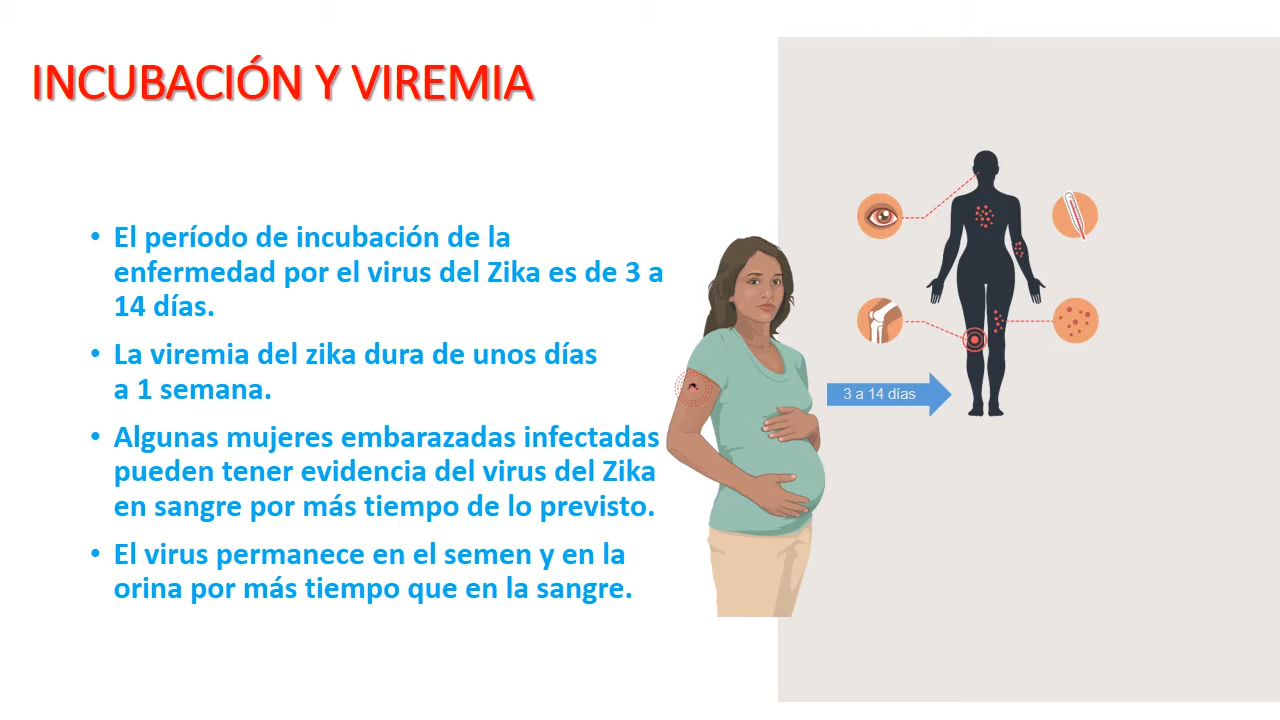 INCUBACIÓN Y VIREMIA
• El período de incubación de la
enfermedad por el virus del Zika es de 3 a
14 días.
• La viremia del zika dura de unos días
a 1 semana.
• Algunas mujeres embarazadas infectadas
pueden tener evidencia del virus del Zika
en sangre por más tiempo de lo previsto.
• El virus permanece en el semen y en la
orina por más tiempo que en la sangre.
3 a 14 días